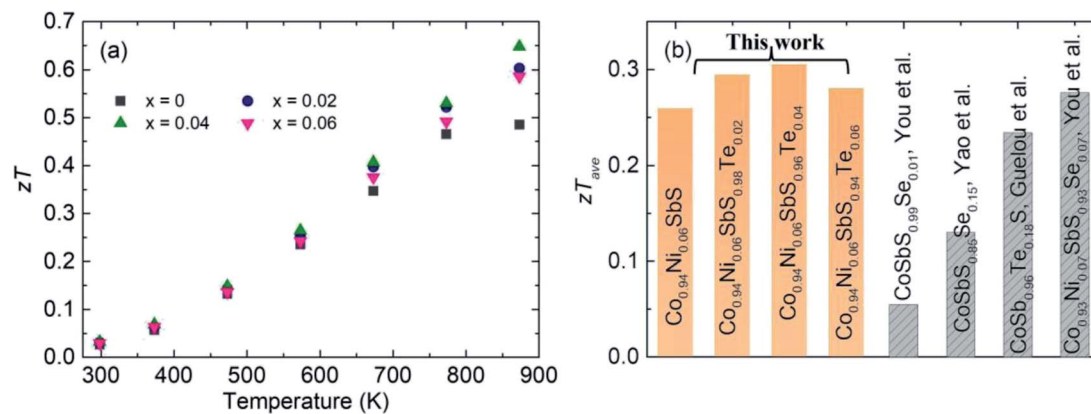 (a)
zT
0.7
0.6
0.5
0.4
0.3
0.2
0.1
0.0
x = 0
x = 0.02
x = 0.04
x = 0.06
300 400 500 600 700 800 900
Temperature (K)
(b)
This work
zT_ave
0.3
0.2
0.1
0.0
Co0.94Ni0.06SbS
Co0.94Ni0.06SbS0.98Te0.02
Co0.94Ni0.06SbS0.96Te0.04
Co0.94Ni0.06SbS0.94Te0.06
CoSbS0.99Se0.01, You et al.
CoSbS0.85Se0.15, Yao et al.
CoSb0.96Te0.18S, Guelou et al.
Co0.93Ni0.07SbS0.93Se0.07, You et al.